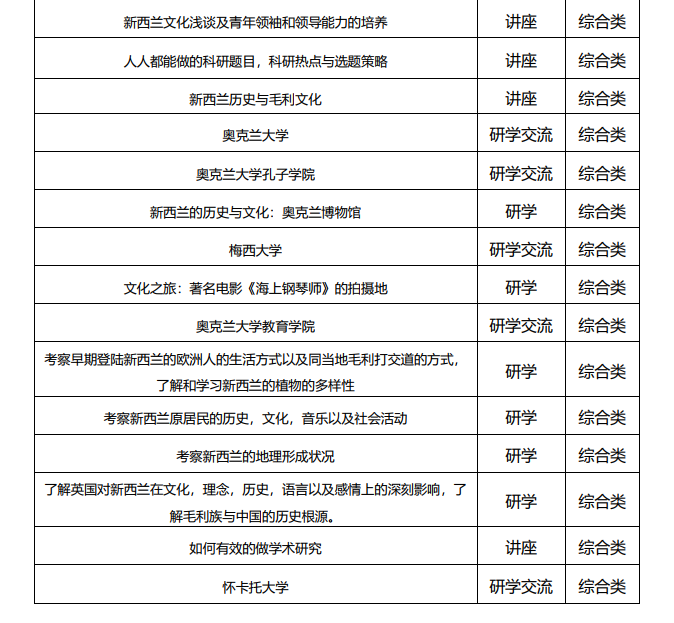 新西兰文化浅谈及青年领袖和领导能力的培养 讲座 综合类
人人都能做的科研题目，科研热点与选题策略 讲座 综合类
新西兰历史与毛利文化 讲座 综合类
奥克兰大学 研学交流 综合类
奥克兰大学孔子学院 研学交流 综合类
新西兰的历史与文化：奥克兰博物馆 研学 综合类
梅西大学 研学交流 综合类
文化之旅：著名电影《海上钢琴师》的拍摄地 研学 综合类
奥克兰大学教育学院 研学交流 综合类
考察早期登陆新西兰的欧洲人的生活方式以及同当地毛利打交道的方式，
了解和学习新西兰的植物的多样性 研学 综合类
考察新西兰原居民的历史，文化，音乐以及社会活动 研学 综合类
考察新西兰的地理形成状况 研学 综合类
了解英国对新西兰在文化，理念，历史，语言以及感情上的深刻影响，了
解毛利族与中国的历史根源。 研学 综合类
如何有效的做学术研究 讲座 综合类
怀卡托大学 研学交流 综合类